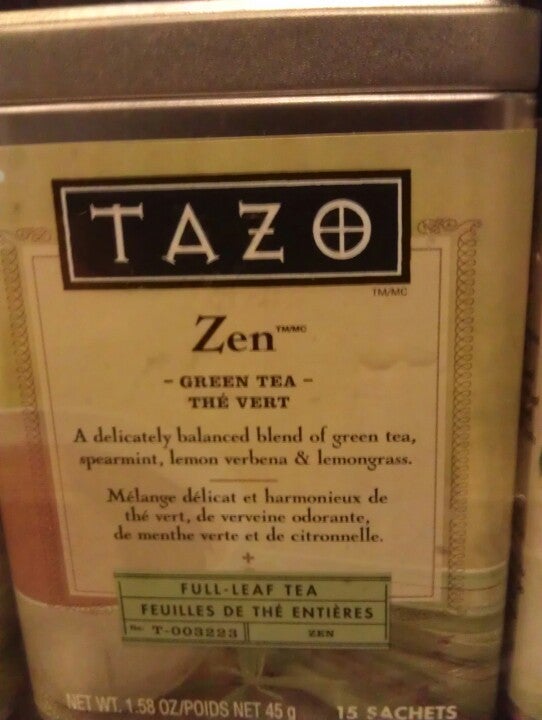 TAZO
TM/MC
Zen TM/MC
- GREEN TEA -
THÉ VERT
A delicately balanced blend of green tea,
spearmint, lemon verbena & lemongrass.
Mélange délicat et harmonieux de
thé vert, de verveine odorante,
de menthe verte et de citronnelle.
FULL-LEAF TEA
FEUILLES DE THÉ ENTIÈRES
No. T-003223 ZEN
NET WT. 1.58 OZ/POIDS NET 45 g 15 SACHETS